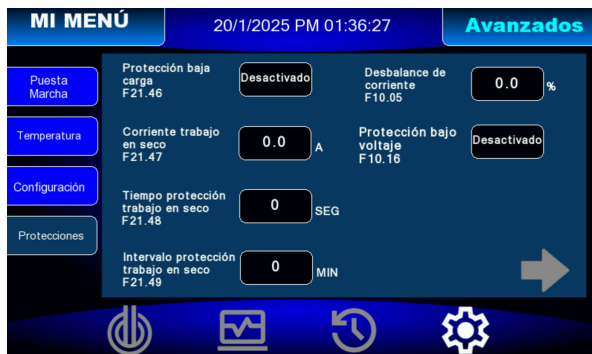 MI MENÚ
20/1/2025 PM 01:36:27
Avanzados
Puesta
Marcha
Temperatura
Configuración
Protecciones
Protección baja
carga
F21.46
Desactivado
Corriente trabajo
en seco
F21.47
0.0 A
Tiempo protección
trabajo en seco
F21.48
0 SEG
Intervalo protección
trabajo en seco
F21.49
0 MIN
Desbalance de
corriente
F10.05
0.0 %
Protección bajo
voltaje
F10.16
Desactivado